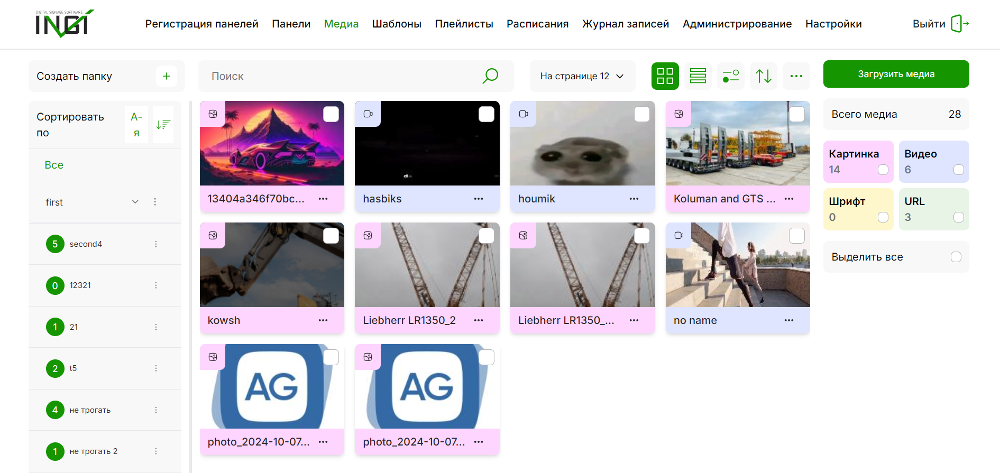 DIGITAL SIGNAGE SOFTWARE
INGI
Регистрация панелей
Панели
Медиа
Шаблоны
Плейлисты
Расписания
Журнал записей
Администрирование
Настройки
Выйти
Создать папку
+
Поиск
На странице 12
Загрузить медиа
Сортировать
по
А-
я
Все
first
5 second4
0 12321
1 21
2 t5
4 не трогать
1 не трогать 2
13404a346f70bc...
hasbiks
houmik
Koluman and GTS ...
kowsh
Liebherr LR1350_2
Liebherr LR1350_...
no name
AG
photo_2024-10-07...
AG
photo_2024-10-07...
Всего медиа 28
Картинка
14
Видео
6
Шрифт
0
URL
3
Выделить все